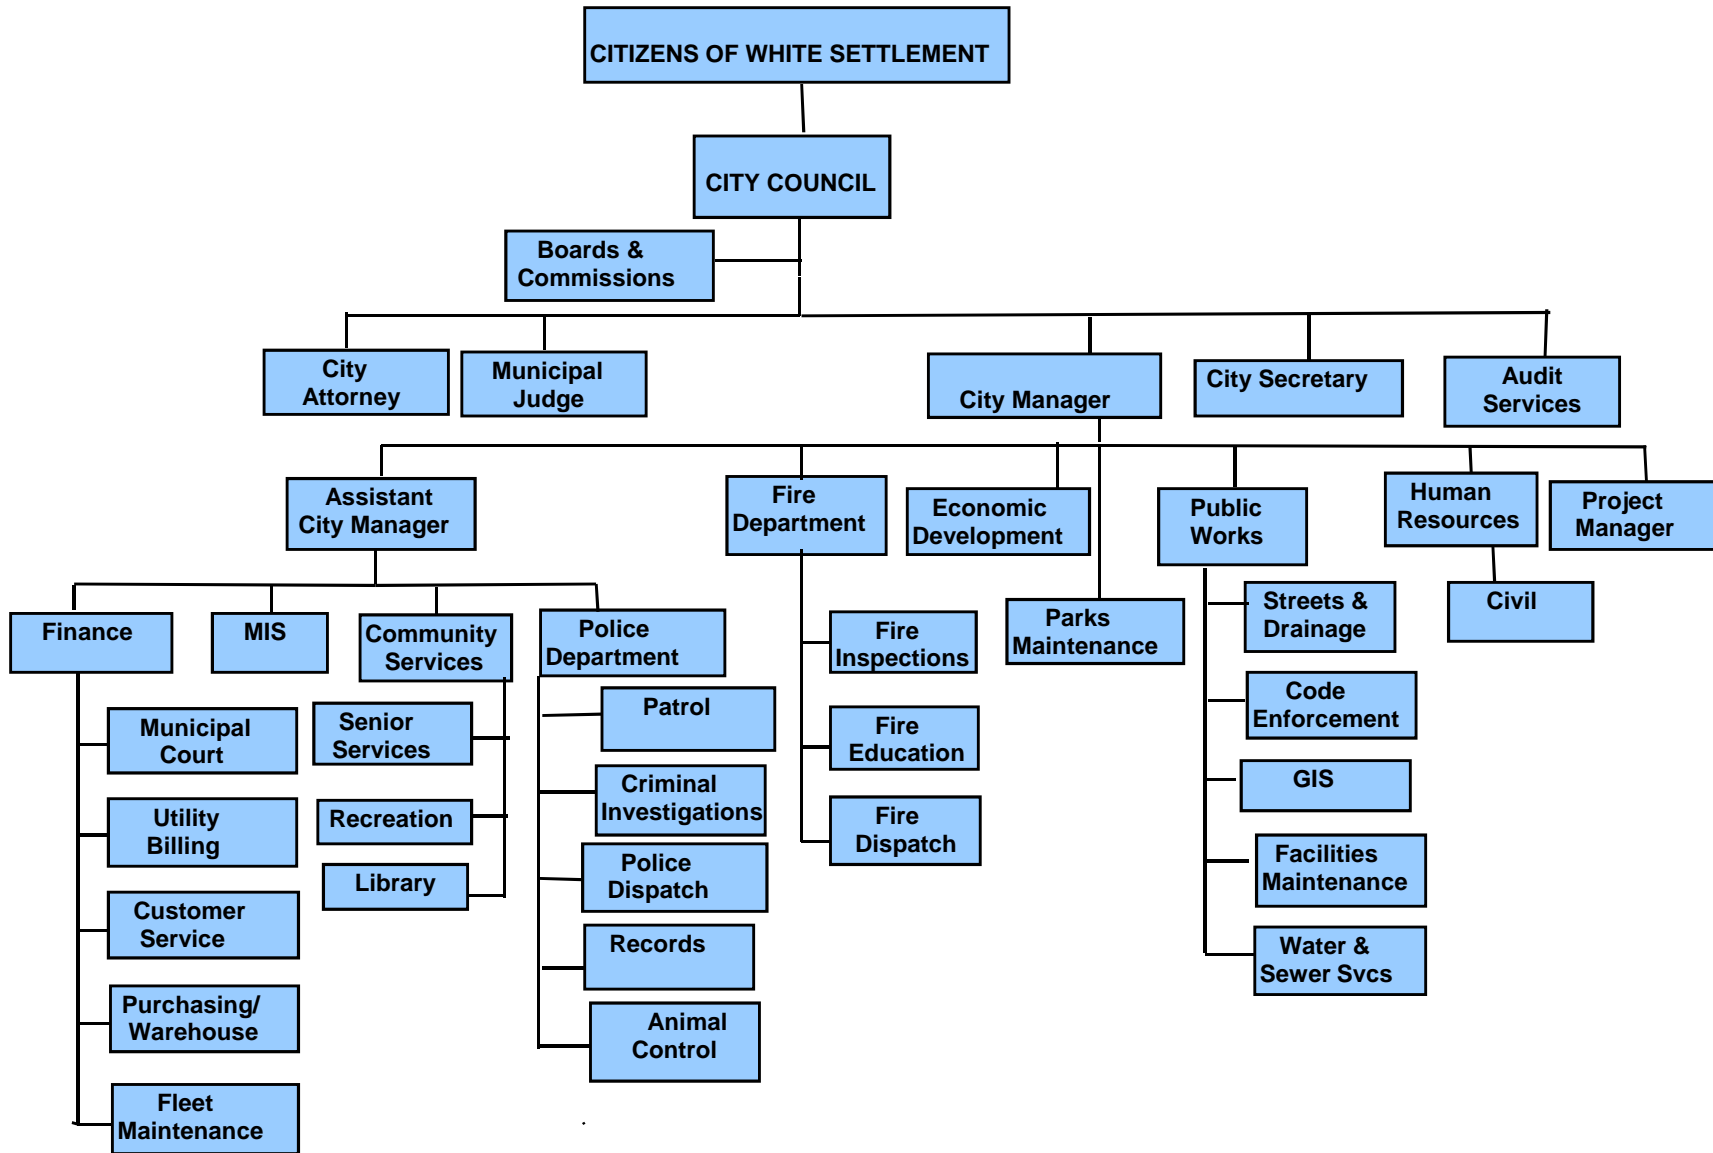 CITIZENS OF WHITE SETTLEMENT
CITY COUNCIL
Boards &
Commissions
City
Attorney
Municipal
Judge
City Manager
City Secretary
Audit
Services
Assistant
City Manager
Fire
Department
Economic
Development
Public
Works
Human
Resources
Project
Manager
Finance
MIS
Community
Services
Police
Department
Fire
Inspections
Parks
Maintenance
Streets &
Drainage
Civil
Municipal
Court
Senior
Services
Patrol
Fire
Education
Code
Enforcement
Utility
Billing
Recreation
Criminal
Investigations
Fire
Dispatch
GIS
Customer
Service
Library
Police
Dispatch
Facilities
Maintenance
Purchasing/
Warehouse
Records
Water &
Sewer Svcs
Fleet
Maintenance
Animal
Control